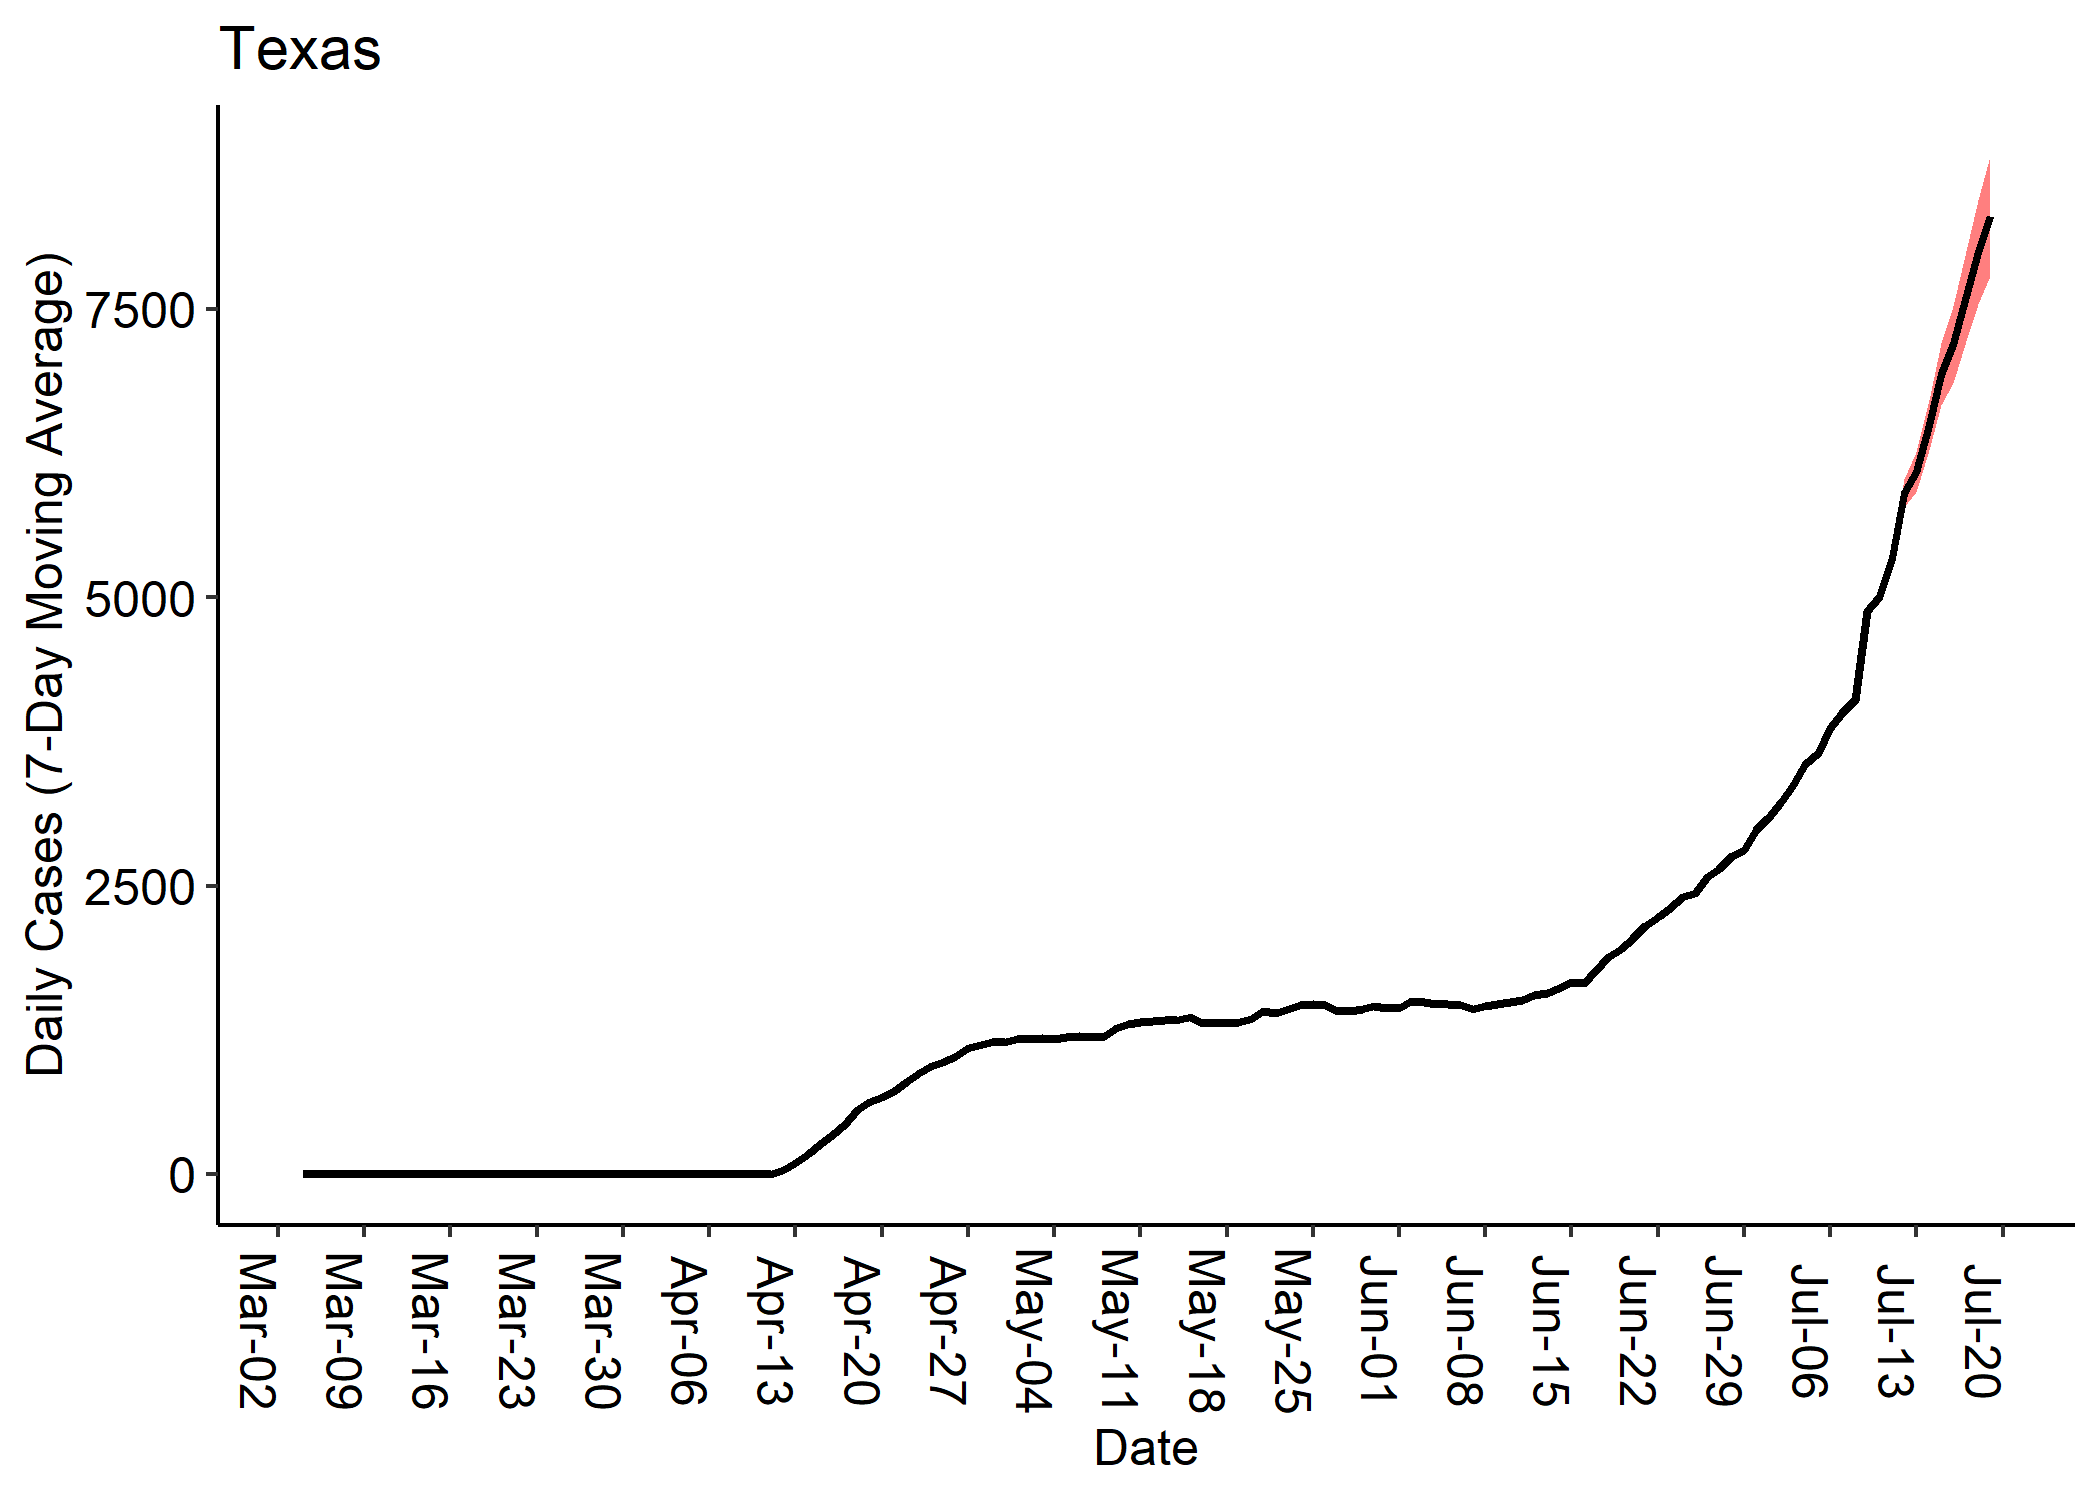 Texas
Daily Cases (7-Day Moving Average)
7500
5000
2500
0
Mar-02
Mar-09
Mar-16
Mar-23
Mar-30
Apr-06
Apr-13
Apr-20
Apr-27
May-04
May-11
May-18
May-25
Jun-01
Jun-08
Jun-15
Jun-22
Jun-29
Jul-06
Jul-13
Jul-20
Date